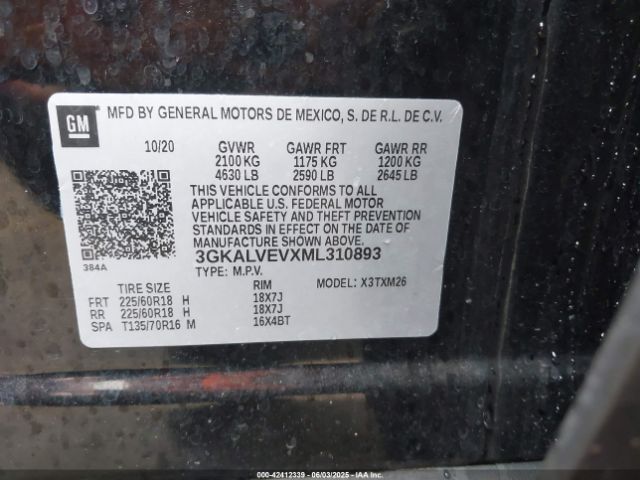 GM
MFD BY GENERAL MOTORS DE MEXICO, S. DE R.L. DE C.V.
10/20 GVWR GAWR FRT GAWR RR
2100 KG 1175 KG 1200 KG
4630 LB 2590 LB 2645 LB
THIS VEHICLE CONFORMS TO ALL
APPLICABLE U.S. FEDERAL MOTOR
VEHICLE SAFETY AND THEFT PREVENTION
STANDARDS IN EFFECT ON THE DATE OF
MANUFACTURE SHOWN ABOVE.
384A
3GKALVEVXML310893
TYPE: M.P.V. MODEL: X3TXM26
TIRE SIZE RIM
FRT 225/60R18 H 18X7J
RR 225/60R18 H 18X7J
SPA T135/70R16 M 16X4BT
00-42412339 - 06/03/2025 - COPYRIGHT IAA, LLC.